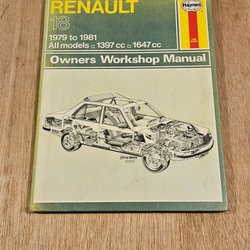 RENAULT
18
1979 to 1981
All models □ 1397 cc □ 1647 cc
Haynes
Owners Workshop Manual